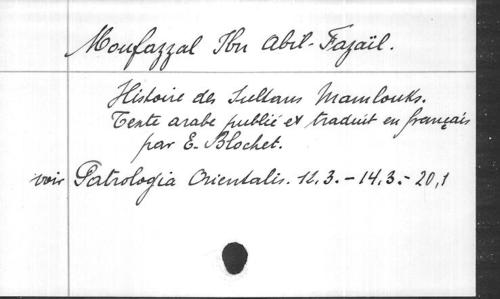 Moufazzal Ibn Abil-Fazaïl.
Histoire des Sultans Mamlouks.
Texte arabe publié et traduit en français
par E. Blochet.
voir Patrologia Orientalis. 12.3. - 14.3. - 20,1